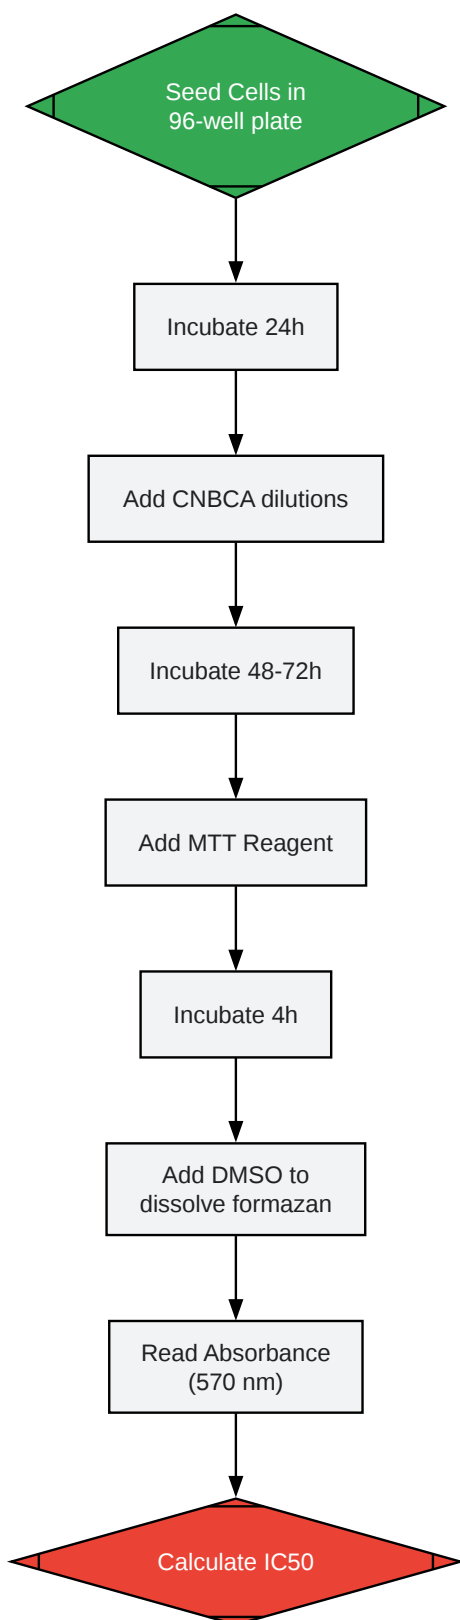 Seed Cells in
96-well plate
Incubate 24h
Add CNBCA dilutions
Incubate 48-72h
Add MTT Reagent
Incubate 4h
Add DMSO to
dissolve formazan
Read Absorbance
(570 nm)
Calculate IC50